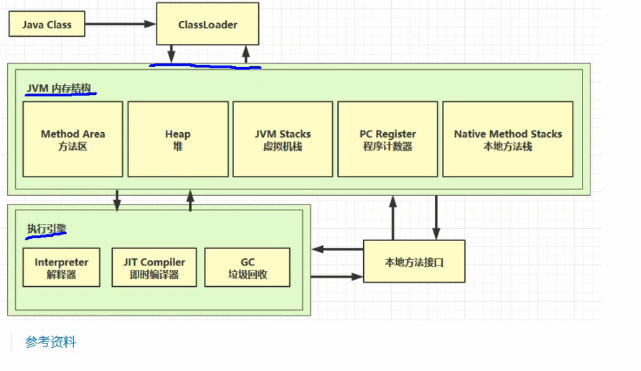 Java Class
ClassLoader
JVM 内存结构
Method Area
方法区
Heap
堆
JVM Stacks
虚拟机栈
PC Register
程序计数器
Native Method Stacks
本地方法栈
执行引擎
Interpreter
解释器
JIT Compiler
即时编译器
GC
垃圾回收
本地方法接口
参考资料